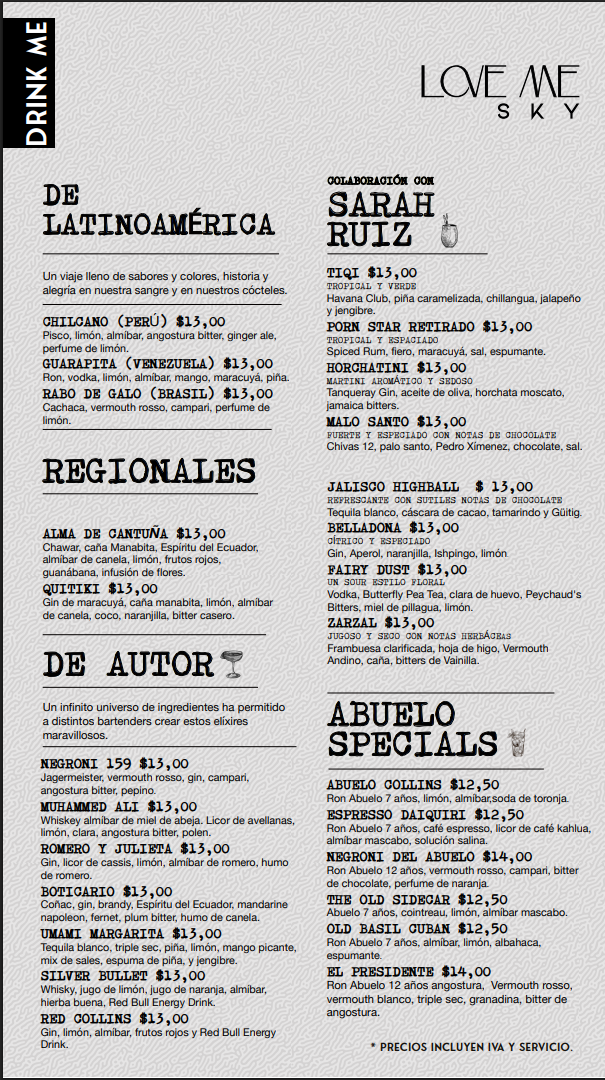 DRINK ME
LOVE ME
SKY
DE
LATINOAMÉRICA
Un viaje lleno de sabores y colores, historia y
alegría en nuestra sangre y en nuestros cócteles.
CHILCANO (PERÚ) $13,00
Pisco, limón, almíbar, angostura bitter, ginger ale,
perfume de limón.
GUARAPITA (VENEZUELA) $13,00
Ron, vodka, limón, almíbar, mango, maracuyá, piña.
RABO DE GALO (BRASIL) $13,00
Cachaca, vermouth rosso, campari, perfume de
limón.
REGIONALES
ALMA DE CANTUÑA $13,00
Chawar, caña Manabita, Espíritu del Ecuador,
almíbar de canela, limón, frutos rojos,
guanábana, infusión de flores.
QUITIKI $13,00
Gin de maracuyá, caña manabita, limón, almíbar
de canela, coco, naranjilla, bitter casero.
DE AUTOR
Un infinito universo de ingredientes ha permitido
a distintos bartenders crear estos elíxires
maravillosos.
NEGRONI 159 $13,00
Jagermeister, vermouth rosso, gin, campari,
angostura bitter, pepino.
MUHAMMED ALI $13,00
Whiskey almíbar de miel de abeja. Licor de avellanas,
limón, clara, angostura bitter, polen.
ROMERO Y JULIETA $13,00
Gin, licor de cassis, limón, almíbar de romero, humo
de romero.
BOTICARIO $13,00
Coñac, gin, brandy, Espíritu del Ecuador, mandarine
napoleon, fernet, plum bitter, humo de canela.
UMAMI MARGARITA $13,00
Tequila blanco, triple sec, piña, limón, mango picante,
mix de sales, espuma de piña, y jengibre.
SILVER BULLET $13,00
Whisky, jugo de limón, jugo de naranja, almíbar,
hierba buena, Red Bull Energy Drink.
RED COLLINS $13,00
Gin, limón, almíbar, frutos rojos y Red Bull Energy
Drink.
COLABORACIÓN CON
SARAH
RUIZ
TIQI $13,00
TROPICAL Y VERDE
Havana Club, piña caramelizada, chillangua, jalapeño
y jengibre.
PORN STAR RETIRADO $13,00
TROPICAL Y ESPACIADO
Spiced Rum, fiero, maracuyá, sal, espumante.
HORCHATINI $13,00
MARTINI AROMÁTICO Y SEDOSO
Tanqueray Gin, aceite de oliva, horchata moscato,
jamaica bitters.
MALO SANTO $13,00
FUERTE Y ESPECIADO CON NOTAS DE CHOCOLATE
Chivas 12, palo santo, Pedro Xímenez, chocolate, sal.
JALISCO HIGHBALL $ 13,00
REFRESCANTE CON SUTILES NOTAS DE CHOCOLATE
Tequila blanco, cáscara de cacao, tamarindo y Güitig.
BELLADONA $13,00
CÍTRICO Y ESPECIADO
Gin, Aperol, naranjilla, Ishpingo, limón
FAIRY DUST $13,00
UN SOUR ESTILO FLORAL
Vodka, Butterfly Pea Tea, clara de huevo, Peychaud's
Bitters, miel de pillagua, limón.
ZARZAL $13,00
JUGOSO Y SECO CON NOTAS HERBÁCEAS
Frambuesa clarificada, hoja de higo, Vermouth
Andino, caña, bitters de Vainilla.
ABUELO
SPECIALS
ABUELO COLLINS $12,50
Ron Abuelo 7 años, limón, almíbar,soda de toronja.
ESPRESSO DAIQUIRI $12,50
Ron Abuelo 7 años, café espresso, licor de café kahlua,
almíbar mascabo, solución salina.
NEGRONI DEL ABUELO $14,00
Ron Abuelo 12 años, vermouth rosso, campari, bitter
de chocolate, perfume de naranja.
THE OLD SIDECAR $12,50
Abuelo 7 años, cointreau, limón, almíbar mascabo.
OLD BASIL CUBAN $12,50
Ron Abuelo 7 años, almíbar, limón, albahaca,
espumante.
EL PRESIDENTE $14,00
Ron Abuelo 12 años angostura, Vermouth rosso,
vermouth blanco, triple sec, granadina, bitter de
angostura.
* PRECIOS INCLUYEN IVA Y SERVICIO.